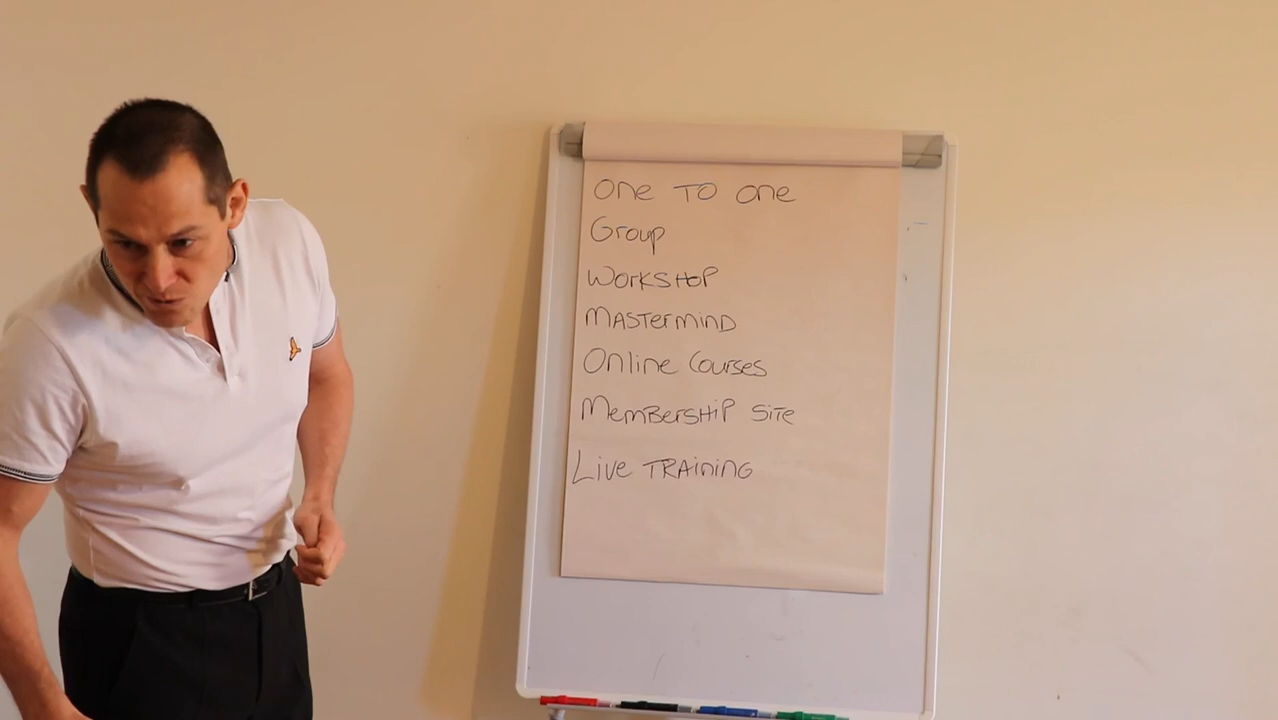 One TO One
Group
WORKSHOP
MASTERMIND
Online Courses
MemBersHiP Site
Live TRAining